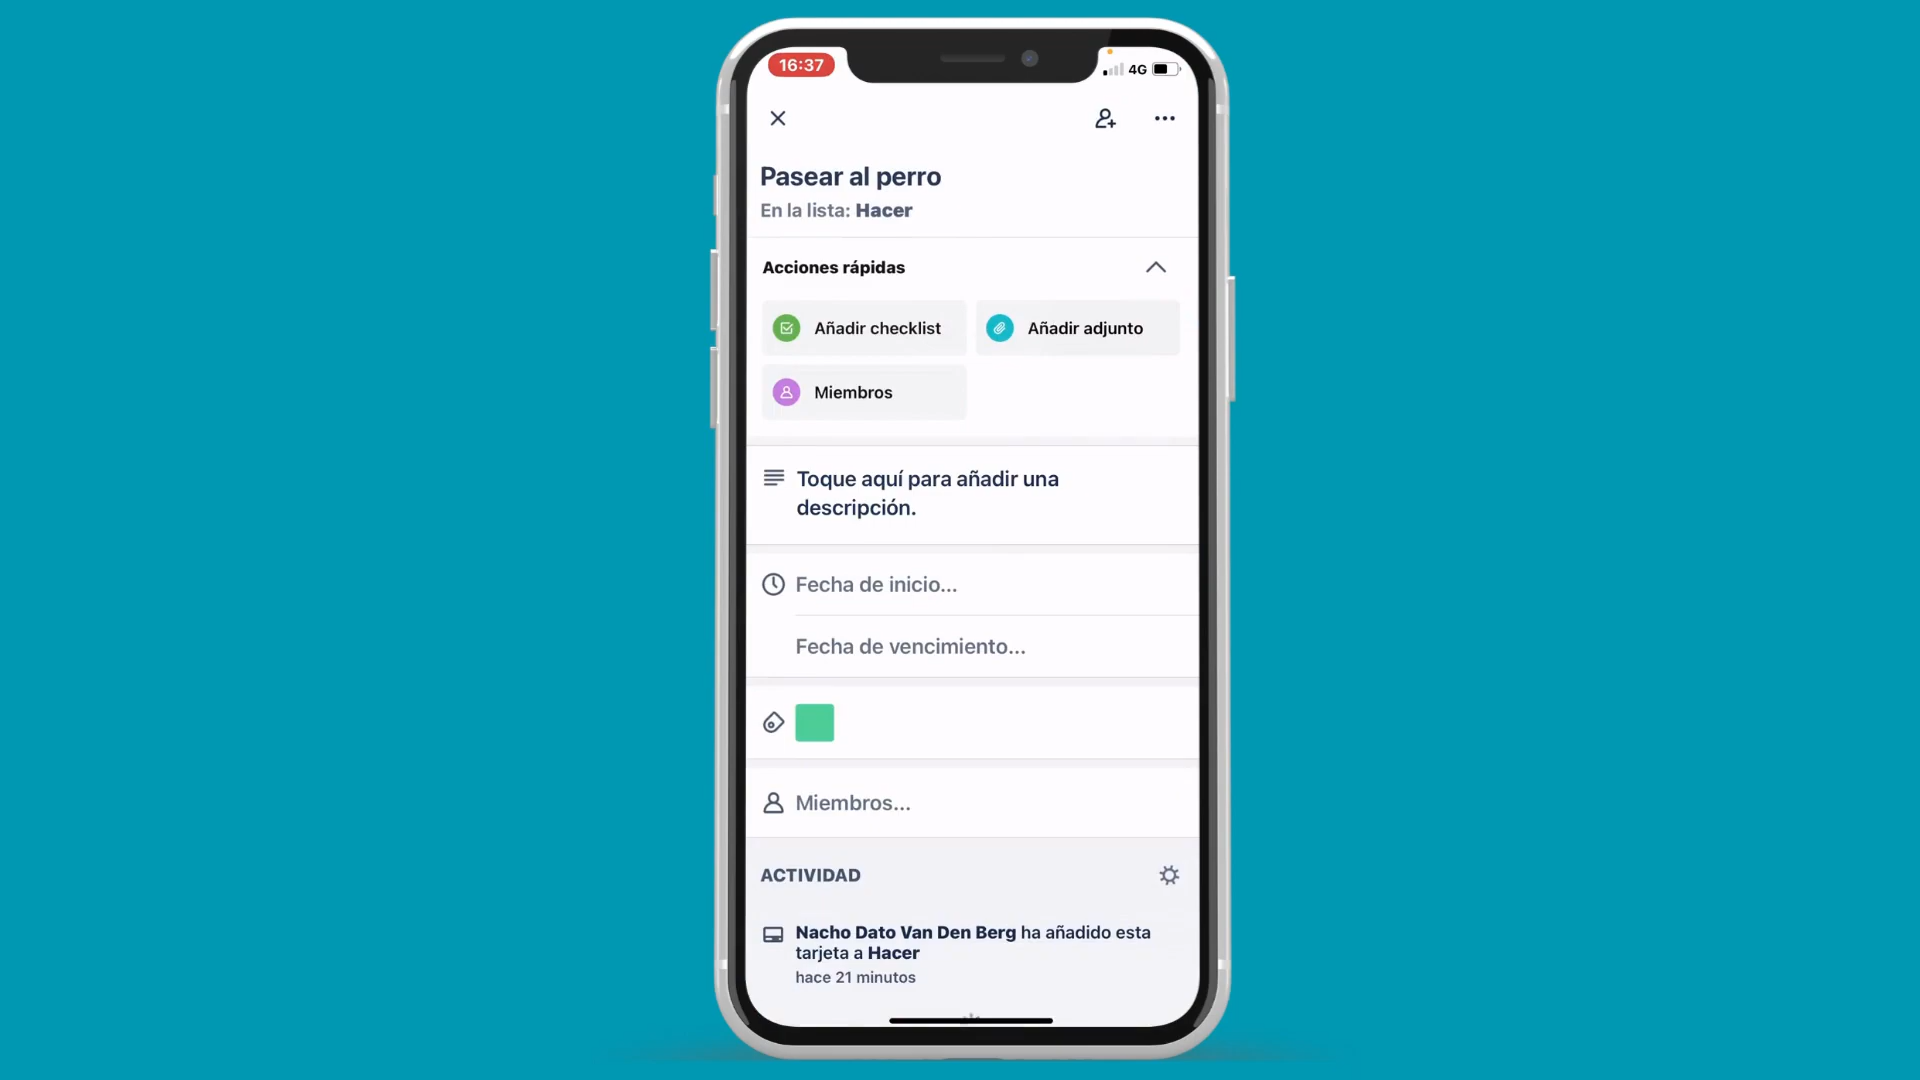 16:37
4G
Pasear al perro
En la lista: Hacer
Acciones rápidas
Añadir checklist
Añadir adjunto
Miembros
Toque aquí para añadir una
descripción.
Fecha de inicio...
Fecha de vencimiento...
Miembros...
ACTIVIDAD
Nacho Dato Van Den Berg ha añadido esta
tarjeta a Hacer
hace 21 minutos